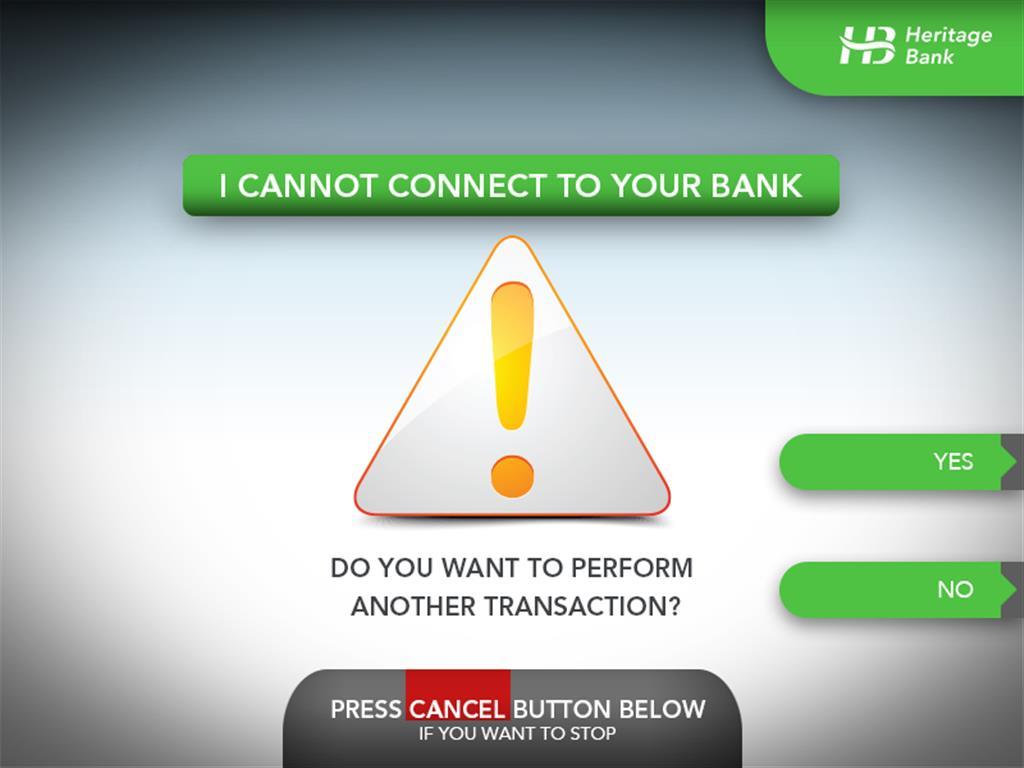 HB Heritage
Bank
I CANNOT CONNECT TO YOUR BANK
!
YES
DO YOU WANT TO PERFORM
ANOTHER TRANSACTION?
NO
PRESS CANCEL BUTTON BELOW
IF YOU WANT TO STOP